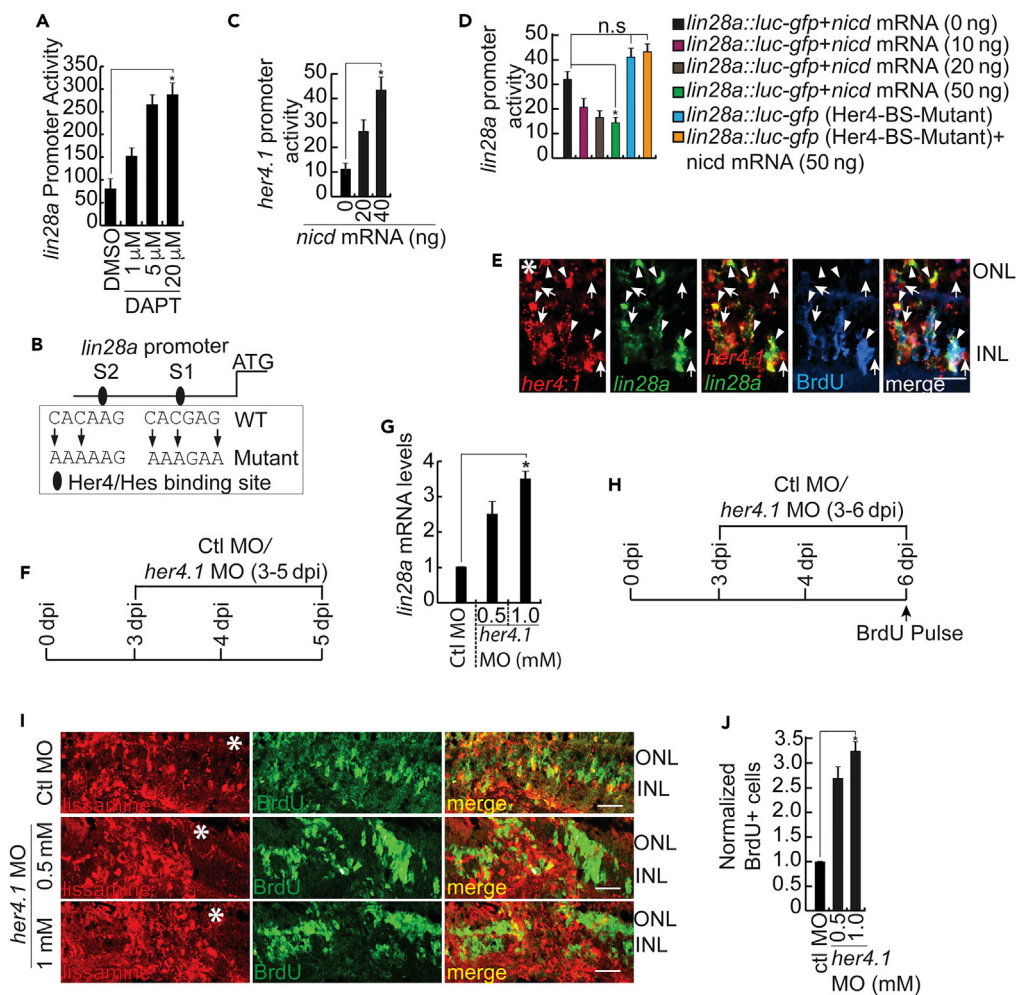 A
lin28a Promoter Activity
350
300
250
200
150
100
50
0
*
DMSO
1 µM
5 µM
20 µM
DAPT
B
lin28a promoter
S2
S1
ATG
CACAAG
CACGAG
WT
AAAAAG
AAAGAA
Mutant
Her4/Hes binding site
C
her4.1 promoter
activity
50
40
30
20
10
0
*
0
20
40
nicd mRNA (ng)
D
lin28a promoter
activity
50
40
30
20
10
0
n.s
*
lin28a::luc-gfp+nicd mRNA (0 ng)
lin28a::luc-gfp+nicd mRNA (10 ng)
lin28a::luc-gfp+nicd mRNA (20 ng)
lin28a::luc-gfp+nicd mRNA (50 ng)
lin28a::luc-gfp (Her4-BS-Mutant)
lin28a::luc-gfp (Her4-BS-Mutant)+
nicd mRNA (50 ng)
E
*
her4.1
lin28a
her4.1
lin28a
BrdU
merge
ONL
INL
F
Ctl MO/
her4.1 MO (3-5 dpi)
0 dpi
3 dpi
4 dpi
5 dpi
G
lin28a mRNA levels
4
3
2
1
0
*
Ctl MO
0.5
1.0
her4.1
MO (mM)
H
Ctl MO/
her4.1 MO (3-6 dpi)
0 dpi
3 dpi
4 dpi
6 dpi
BrdU Pulse
I
Ctl MO
her4.1 MO
0.5 mM
1 mM
*
lissamine
BrdU
merge
ONL
INL
*
lissamine
BrdU
merge
ONL
INL
*
lissamine
BrdU
merge
ONL
INL
J
Normalized
BrdU+ cells
3.5
3.0
2.5
2.0
1.5
1.0
0.5
0
*
ctl MO
0.5
1.0
her4.1
MO (mM)